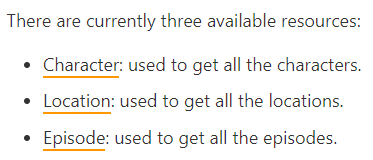 There are currently three available resources:
• Character: used to get all the characters.
• Location: used to get all the locations.
• Episode: used to get all the episodes.